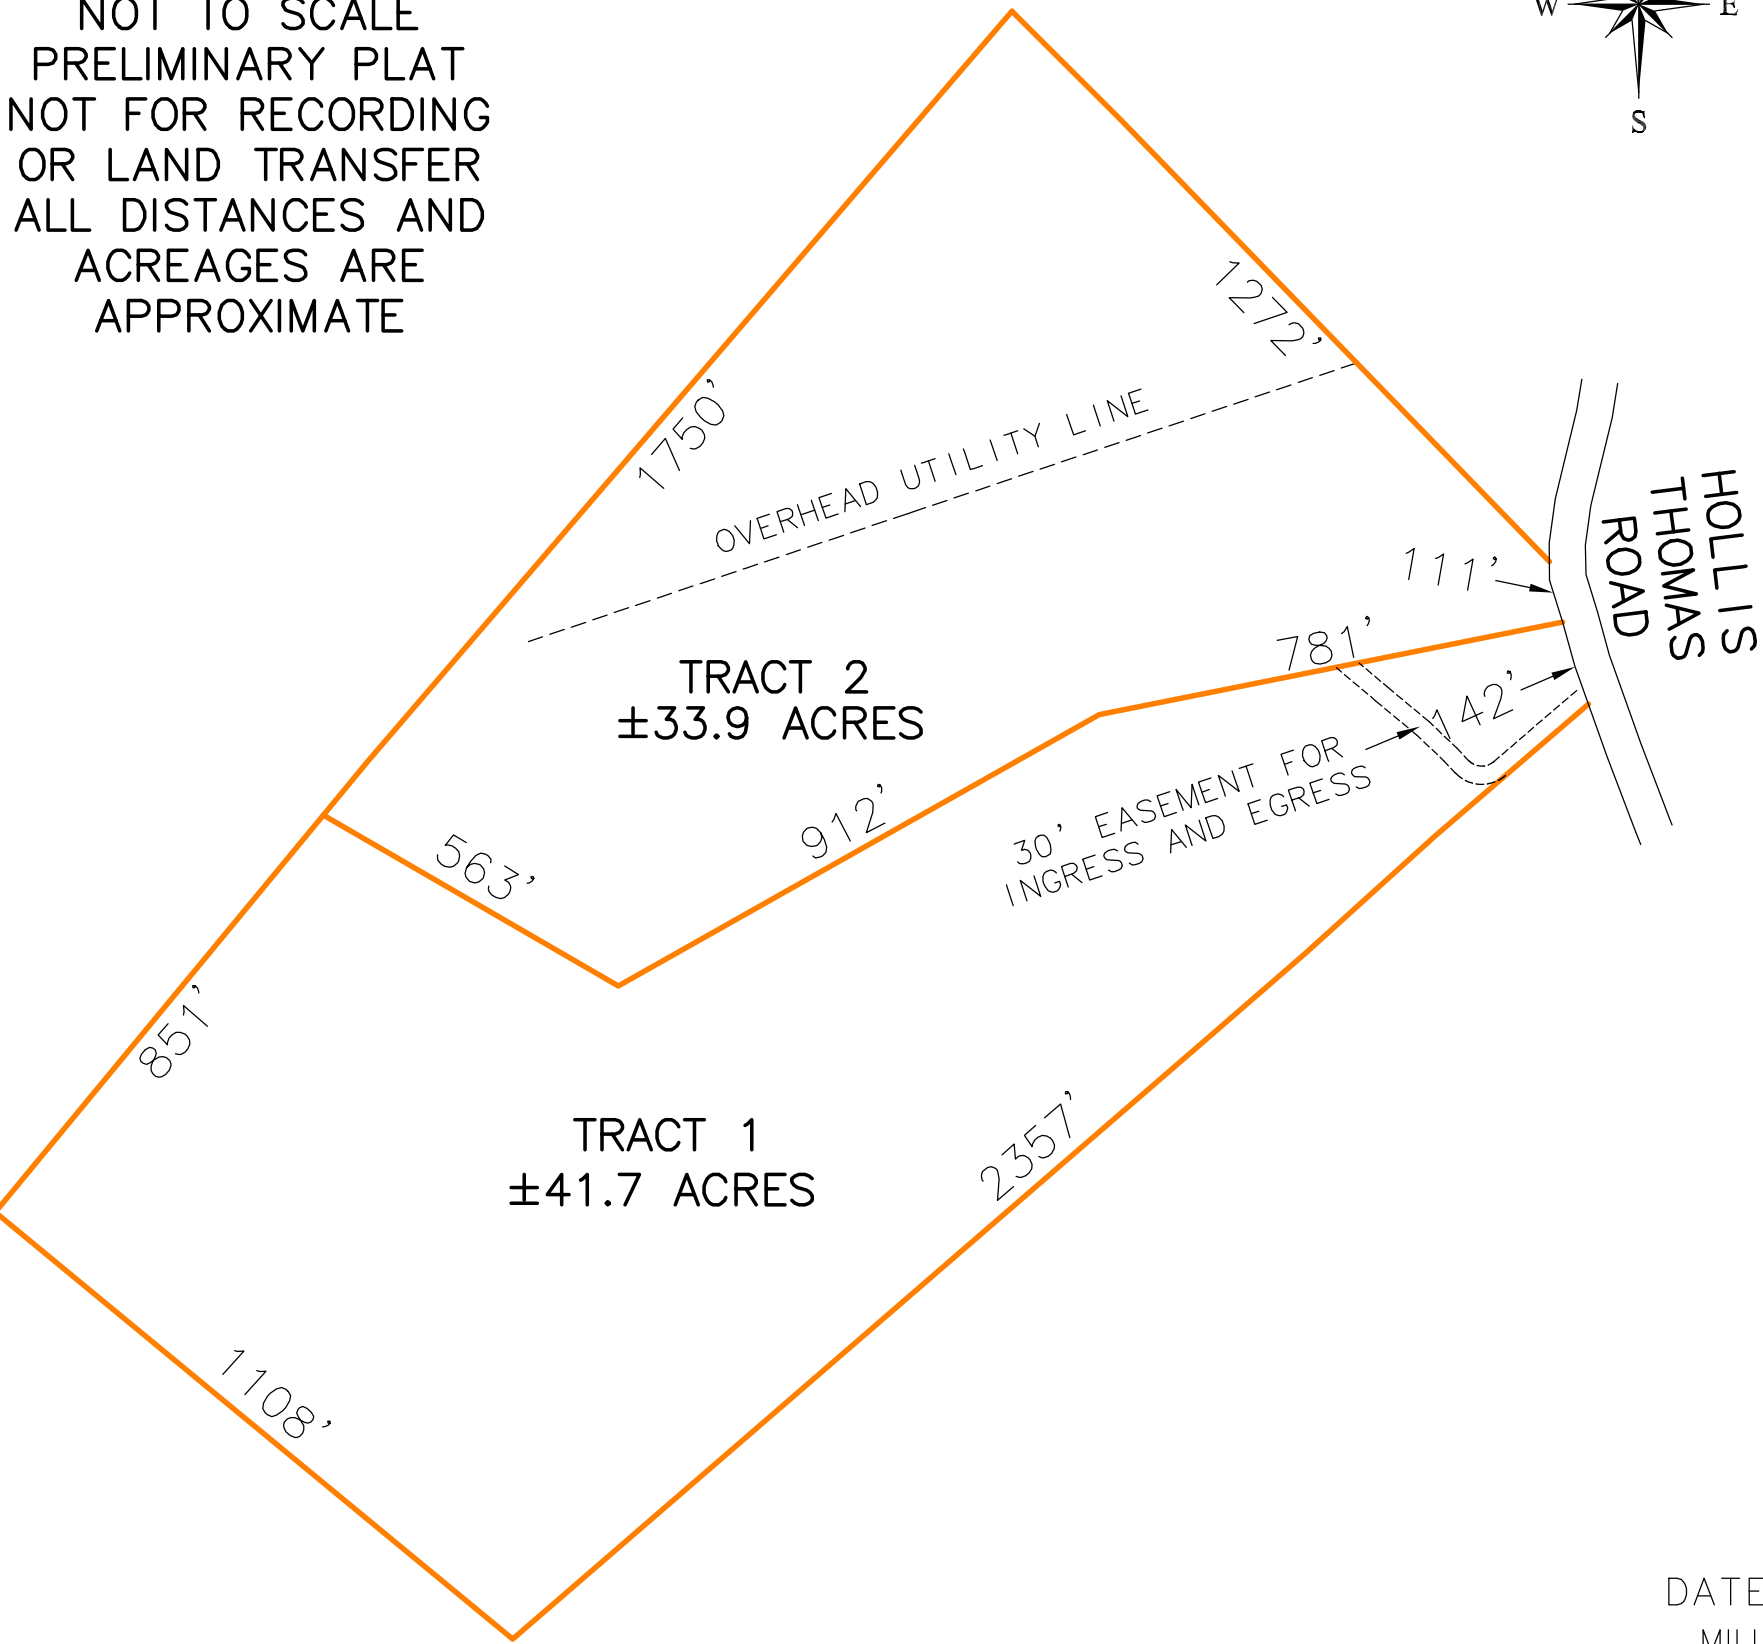 NOT TO SCALE
PRELIMINARY PLAT
NOT FOR RECORDING
OR LAND TRANSFER
ALL DISTANCES AND
ACREAGES ARE
APPROXIMATE
W E
S
1272'
1750'
OVERHEAD UTILITY LINE
HOLLIS
THOMAS
ROAD
111'
781'
142'
TRACT 2
±33.9 ACRES
30' EASEMENT FOR
INGRESS AND EGRESS
912'
563'
851'
TRACT 1
±41.7 ACRES
2357'
1108'
DATE